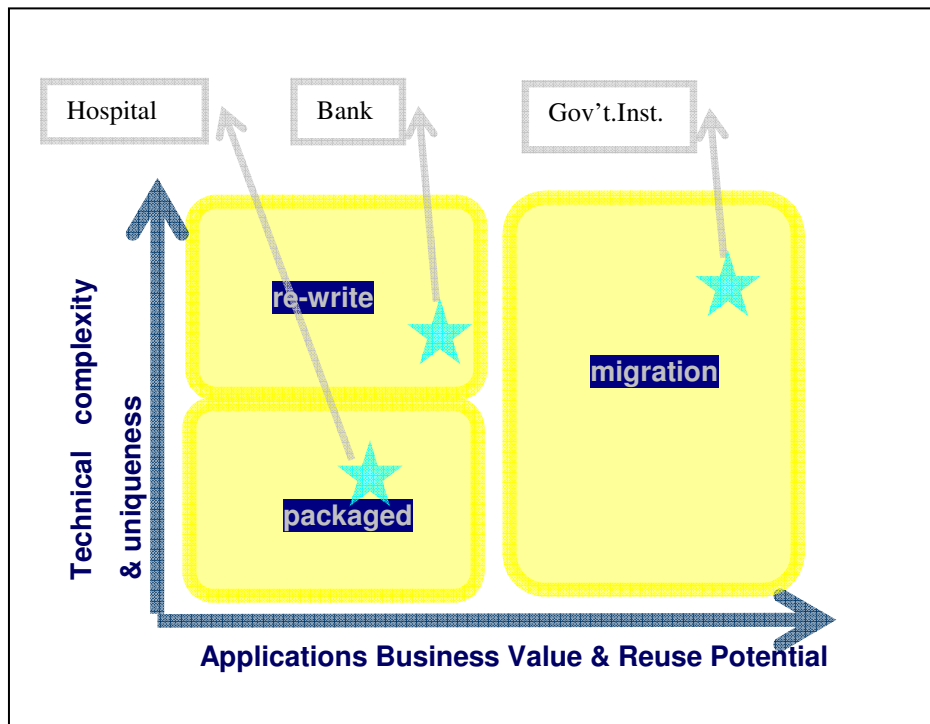 Hospital
Bank
Gov't.Inst.
re-write
migration
packaged
Technical complexity
& uniqueness
Applications Business Value & Reuse Potential